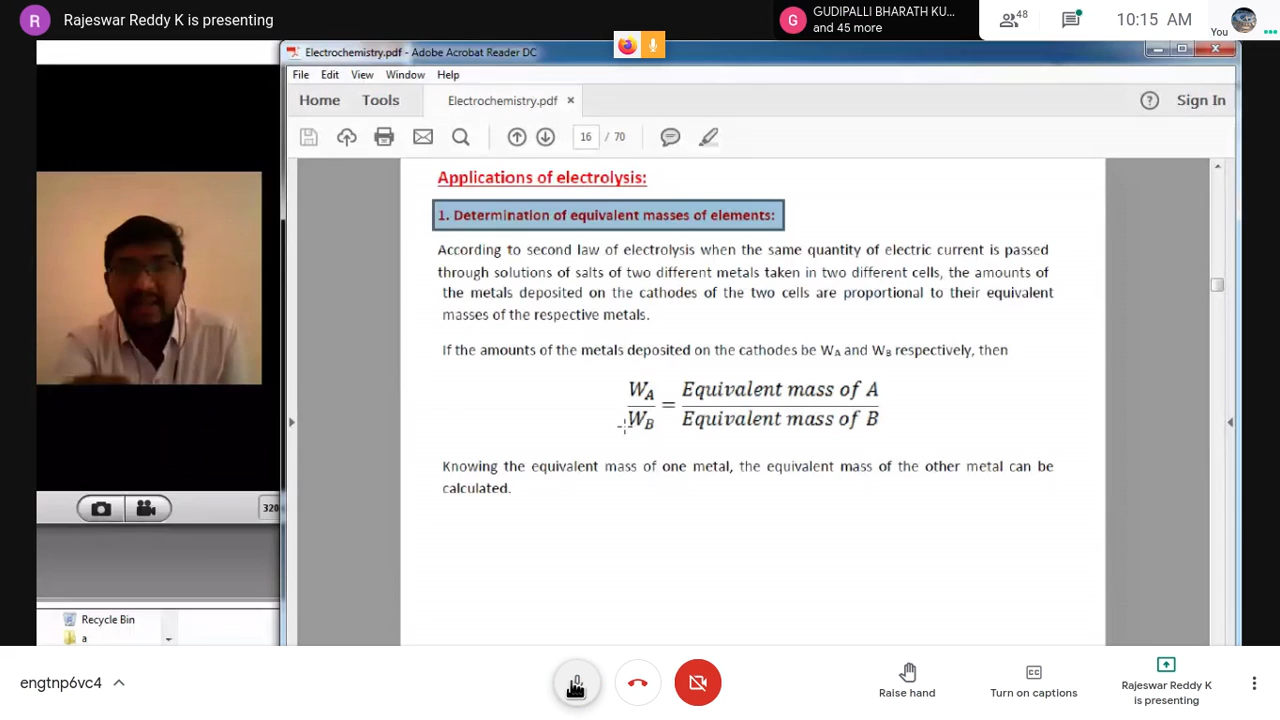 R Rajeswar Reddy K is presenting
G GUDIPALLI BHARATH KU...
and 45 more
48
10:15 AM
You
Electrochemistry.pdf - Adobe Acrobat Reader DC
File Edit View Window Help
Home Tools Electrochemistry.pdf × ? Sign In
16 / 70
Applications of electrolysis:
1. Determination of equivalent masses of elements:
According to second law of electrolysis when the same quantity of electric current is passed
through solutions of salts of two different metals taken in two different cells, the amounts of
the metals deposited on the cathodes of the two cells are proportional to their equivalent
masses of the respective metals.
If the amounts of the metals deposited on the cathodes be WA and WB respectively, then
WA / WB = Equivalent mass of A / Equivalent mass of B
Knowing the equivalent mass of one metal, the equivalent mass of the other metal can be
calculated.
320
Recycle Bin
a
engtnp6vc4
Raise hand
CC
Turn on captions
Rajeswar Reddy K
is presenting